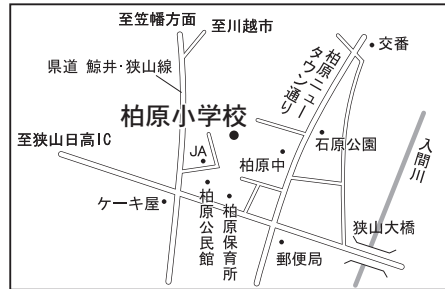 至笠幡方面
至川越市
交番
県道 鯨井・狭山線
柏原ニュー
タウン通り
柏原小学校
至狭山日高IC
JA
柏原中
石原公園
入間川
ケーキ屋
柏原公民館
柏原保育所
狭山大橋
郵便局